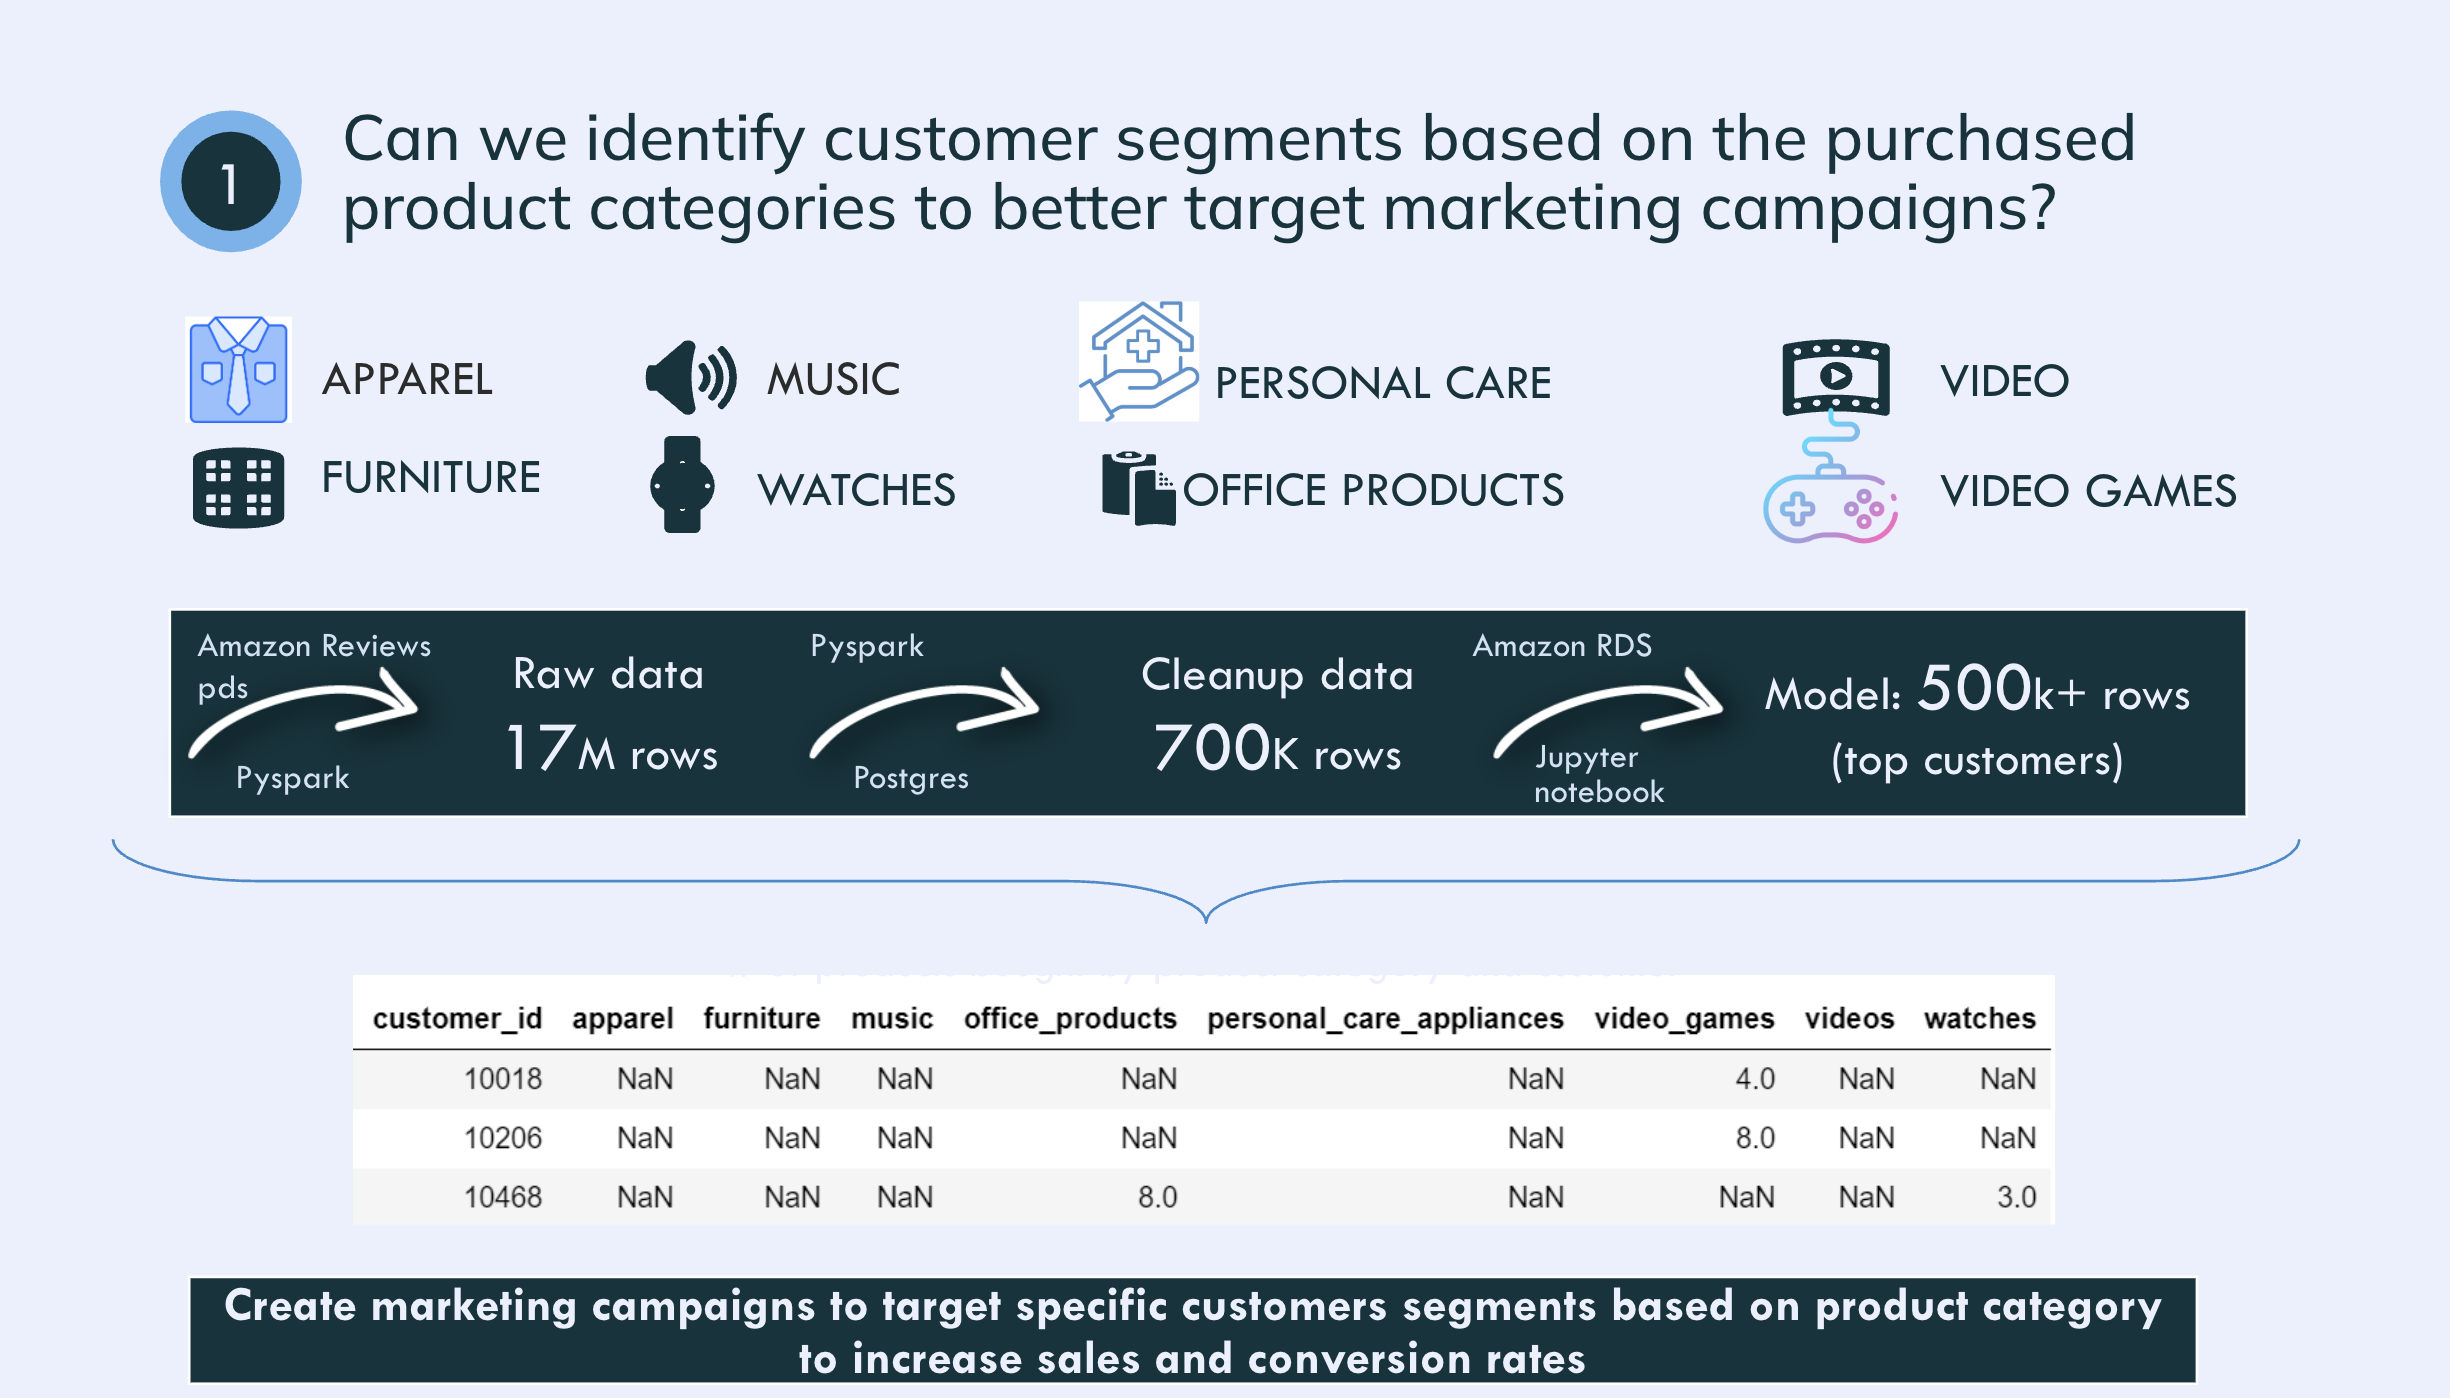 1
Can we identify customer segments based on the purchased
product categories to better target marketing campaigns?
APPAREL
MUSIC
PERSONAL CARE
VIDEO
FURNITURE
WATCHES
OFFICE PRODUCTS
VIDEO GAMES
Amazon Reviews
pds
Pyspark
Raw data
17M rows
Pyspark
Postgres
Cleanup data
700K rows
Amazon RDS
Jupyter
notebook
Model: 500k+ rows
(top customers)
customer_id apparel furniture music office_products personal_care_appliances video_games videos watches
10018 NaN NaN NaN NaN NaN 4.0 NaN NaN
10206 NaN NaN NaN NaN NaN 8.0 NaN NaN
10468 NaN NaN NaN 8.0 NaN NaN NaN 3.0
Create marketing campaigns to target specific customers segments based on product category
to increase sales and conversion rates